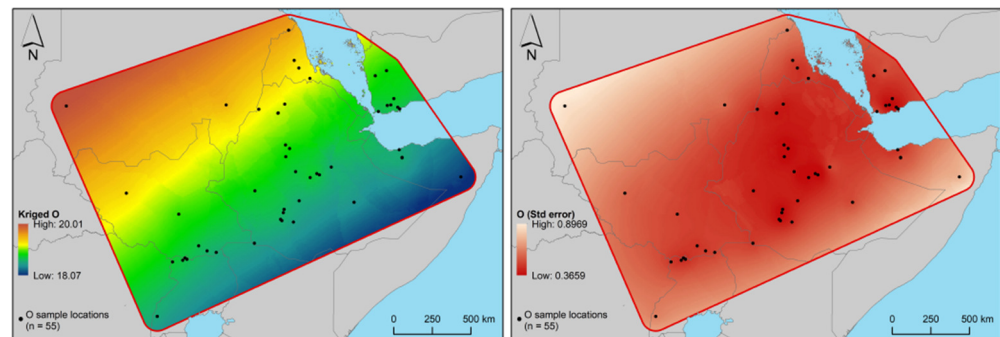 N
Kriged O
High: 20.01
Low: 18.07
O sample locations
(n = 55)
0 250 500 km
N
O (Std error)
High: 0.8969
Low: 0.3659
O sample locations
(n = 55)
0 250 500 km